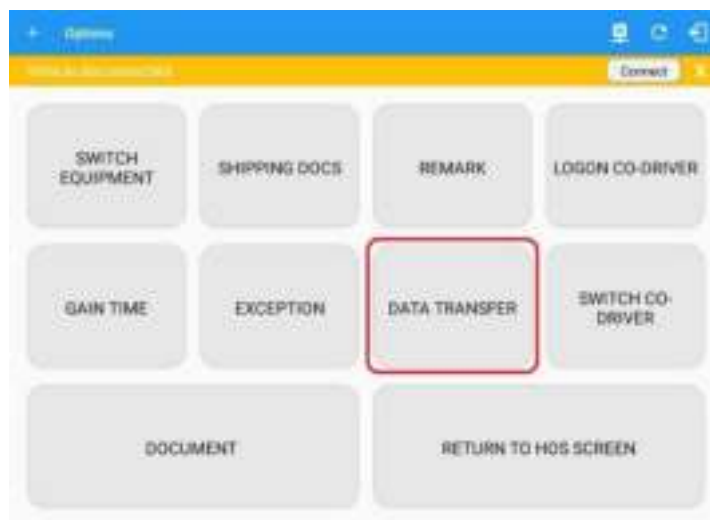 Options
Connect
X
SWITCH
EQUIPMENT
SHIPPING DOCS
REMARK
LOGON CO-DRIVER
GAIN TIME
EXCEPTION
DATA TRANSFER
SWITCH CO-
DRIVER
DOCUMENT
RETURN TO HOS SCREEN